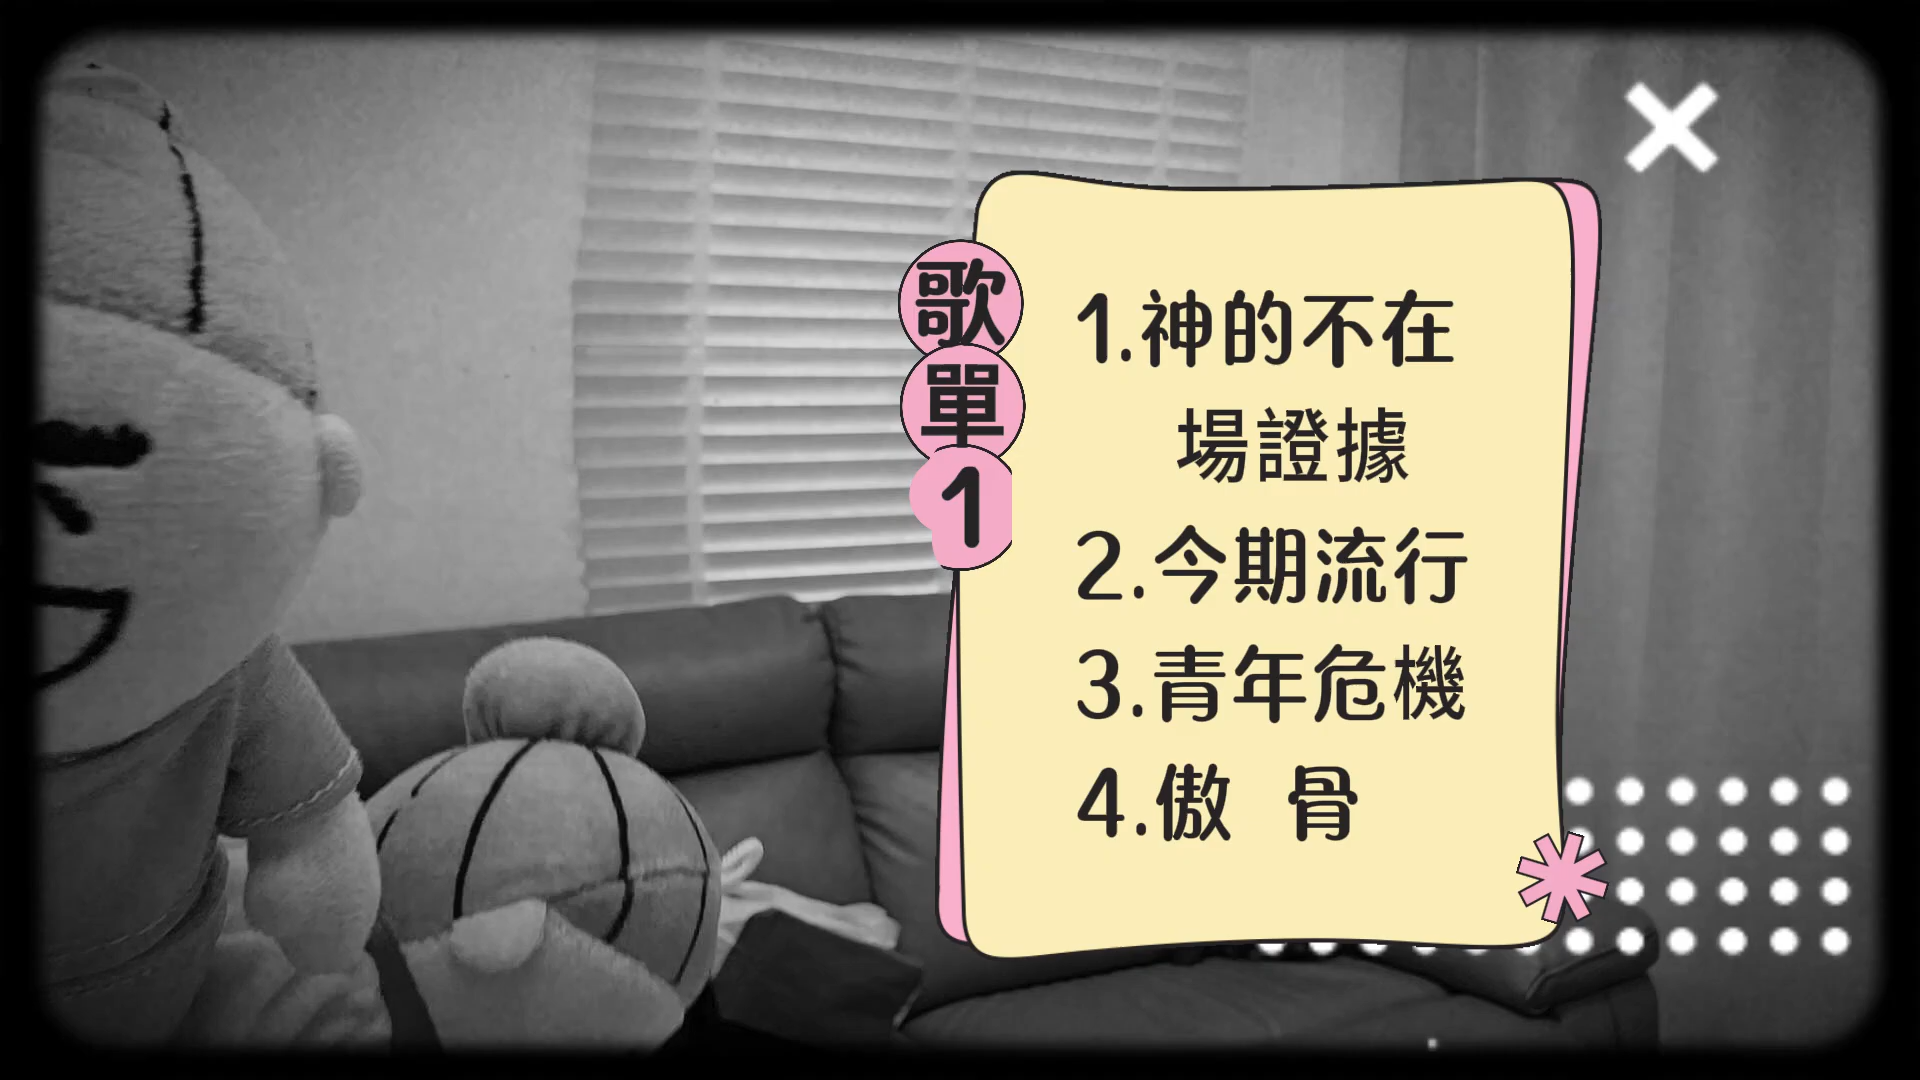 歌單1
1.神的不在
場證據
2.今期流行
3.青年危機
4.傲 骨